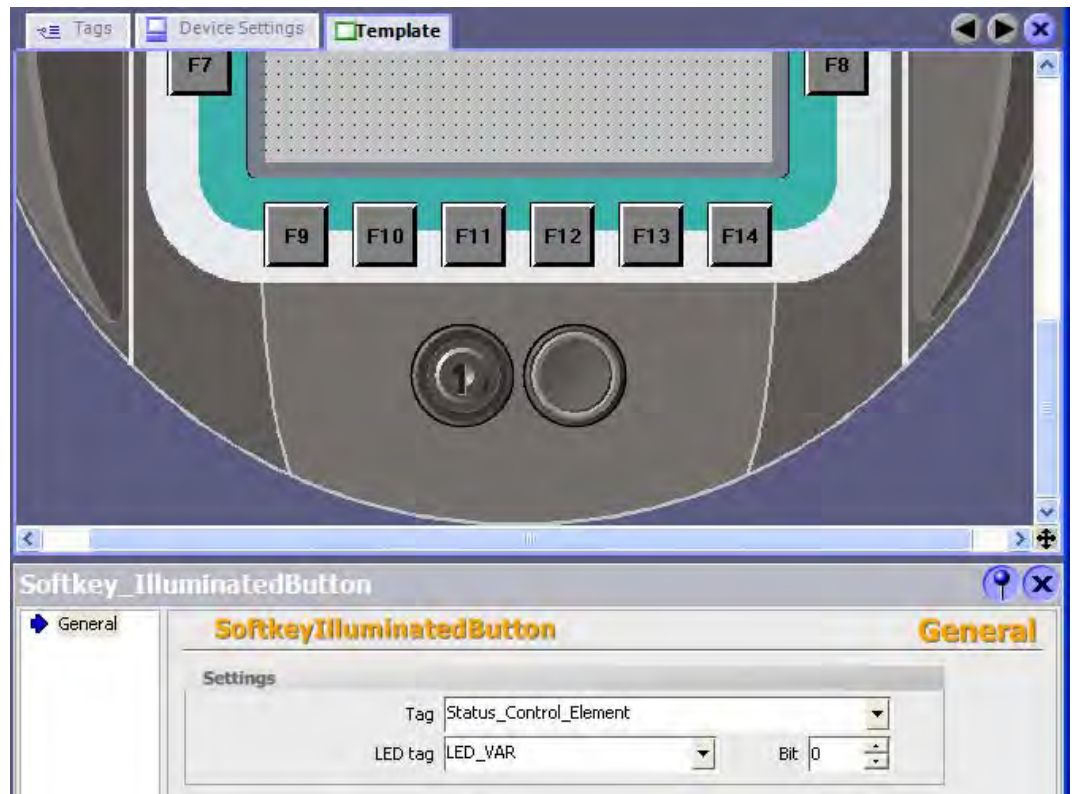 Tags Device Settings Template
F7 F8
F9 F10 F11 F12 F13 F14
1
Softkey_IlluminatedButton
General SoftkeyIlluminatedButton General
Settings
Tag Status_Control_Element
LED tag LED_VAR Bit 0